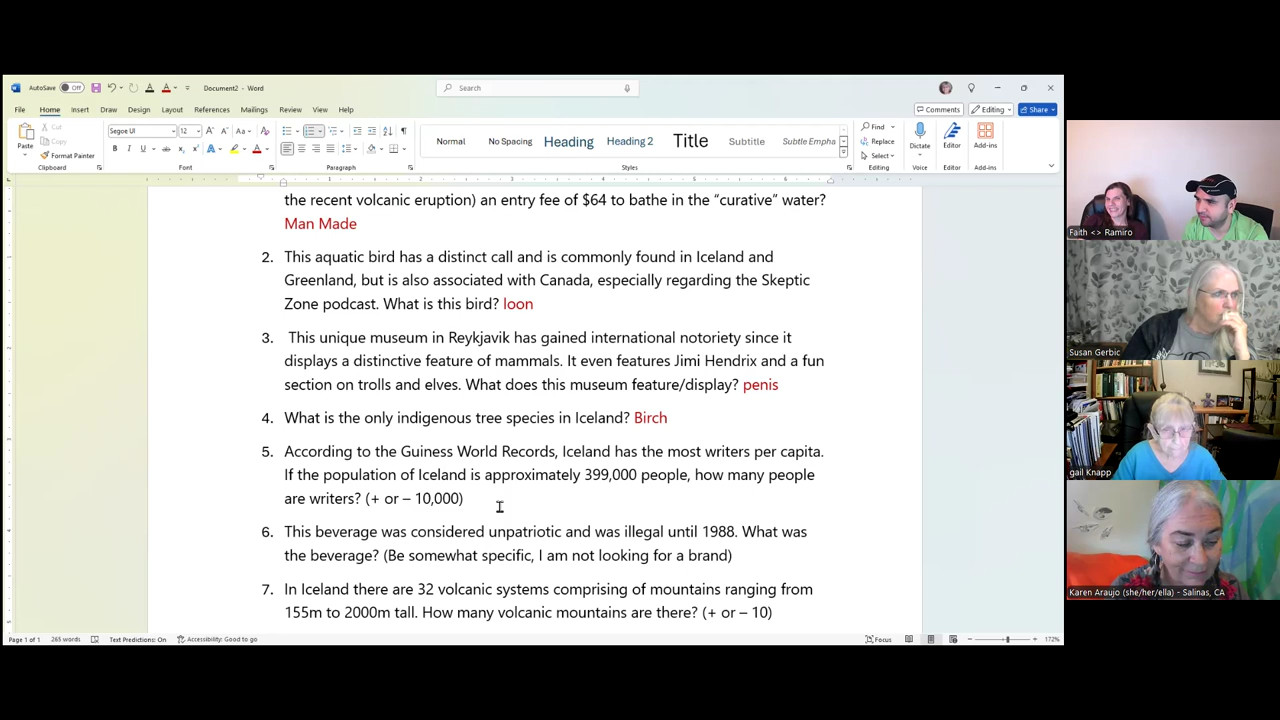 AutoSave Off Document2 - Word Search
File Home Insert Draw Design Layout References Mailings Review View Help Comments Editing Share
Paste Cut Copy Format Painter Clipboard
Segoe UI 12 Font
Paragraph
Normal No Spacing Heading Heading 2 Title Subtitle Subtle Empha Styles
Find Replace Select Editing
Dictate Voice
Editor Editor
Add-ins Add-ins
the recent volcanic eruption) an entry fee of $64 to bathe in the “curative” water?
Man Made
2. This aquatic bird has a distinct call and is commonly found in Iceland and
Greenland, but is also associated with Canada, especially regarding the Skeptic
Zone podcast. What is this bird? loon
3. This unique museum in Reykjavik has gained international notoriety since it
displays a distinctive feature of mammals. It even features Jimi Hendrix and a fun
section on trolls and elves. What does this museum feature/display? penis
4. What is the only indigenous tree species in Iceland? Birch
5. According to the Guiness World Records, Iceland has the most writers per capita.
If the population of Iceland is approximately 399,000 people, how many people
are writers? (+ or – 10,000)
6. This beverage was considered unpatriotic and was illegal until 1988. What was
the beverage? (Be somewhat specific, I am not looking for a brand)
7. In Iceland there are 32 volcanic systems comprising of mountains ranging from
155m to 2000m tall. How many volcanic mountains are there? (+ or – 10)
Page 1 of 1 265 words Text Predictions: On Accessibility: Good to go Focus 172%
Faith <> Ramiro
Susan Gerbic
gail Knapp
Karen Araujo (she/her/ella) - Salinas, CA